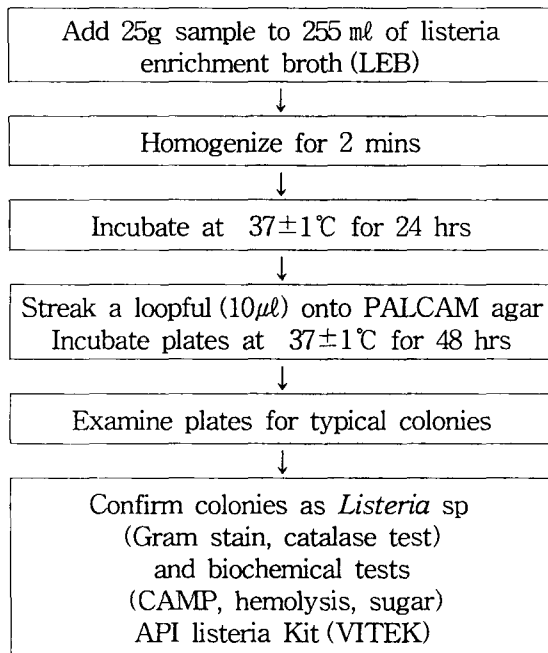 Add 25g sample to 255 ㎖ of listeria
enrichment broth (LEB)
↓
Homogenize for 2 mins
↓
Incubate at 37±1℃ for 24 hrs
↓
Streak a loopful (10㎕) onto PALCAM agar
Incubate plates at 37±1℃ for 48 hrs
↓
Examine plates for typical colonies
↓
Confirm colonies as Listeria sp
(Gram stain, catalase test)
and biochemical tests
(CAMP, hemolysis, sugar)
API listeria Kit (VITEK)